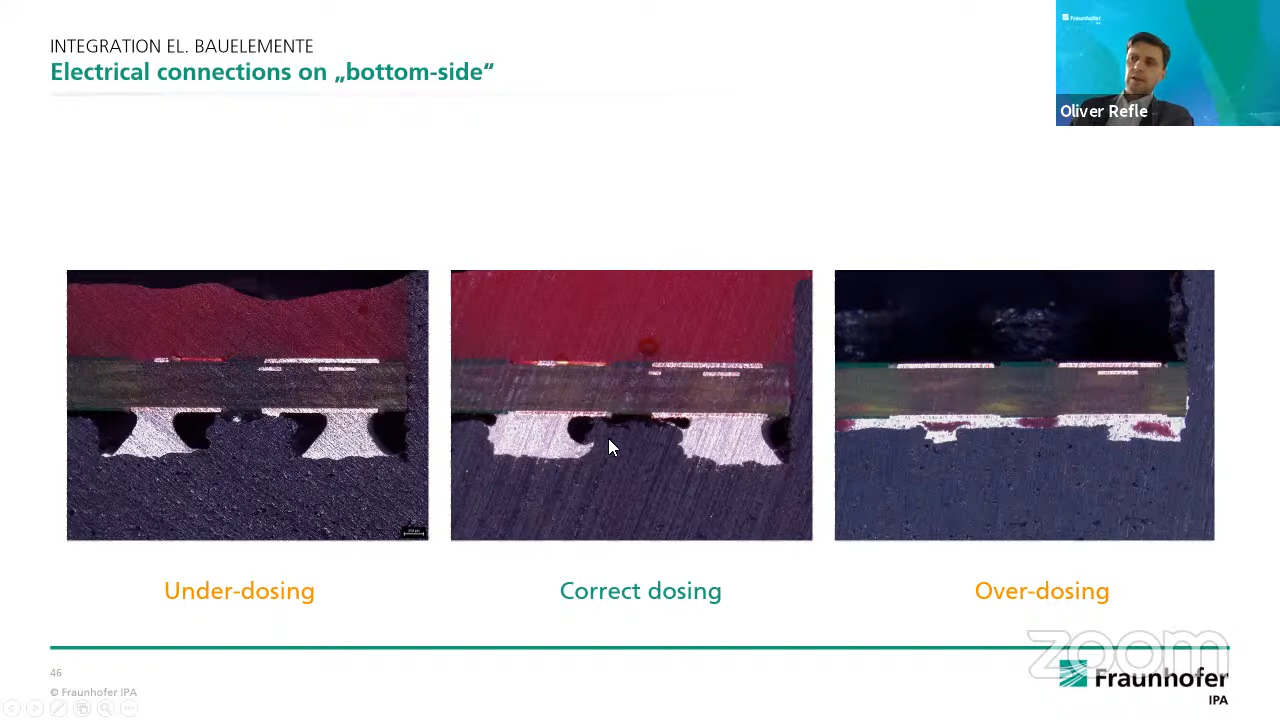 INTEGRATION EL. BAUELEMENTE
Electrical connections on „bottom-side“
Fraunhofer
Oliver Refle
Under-dosing
Correct dosing
Over-dosing
zoom
46
© Fraunhofer IPA
Fraunhofer
IPA